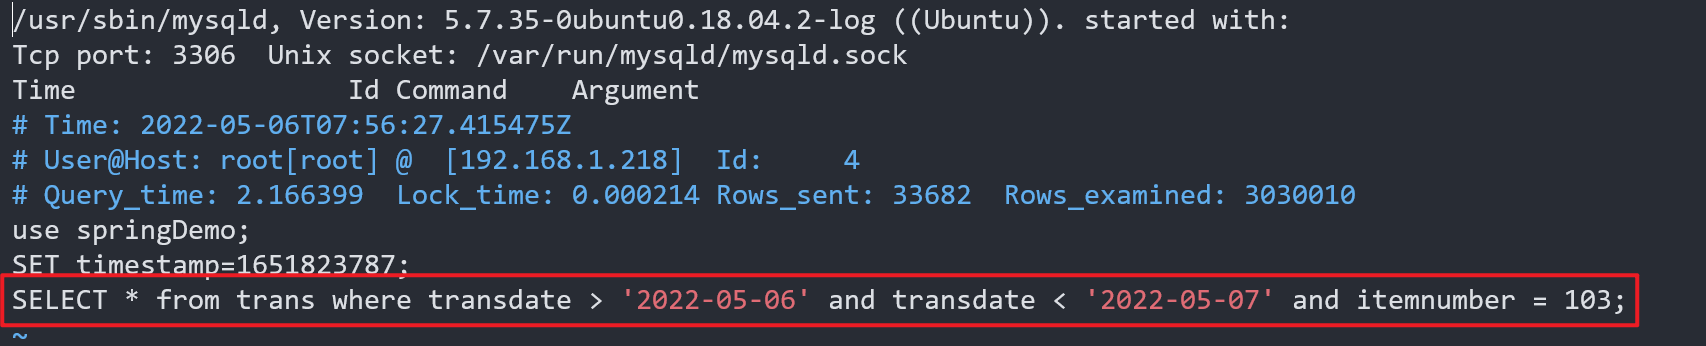 /usr/sbin/mysqld, Version: 5.7.35-0ubuntu0.18.04.2-log ((Ubuntu)). started with:
Tcp port: 3306  Unix socket: /var/run/mysqld/mysqld.sock
Time                 Id Command    Argument
# Time: 2022-05-06T07:56:27.415475Z
# User@Host: root[root] @  [192.168.1.218]  Id:     4
# Query_time: 2.166399  Lock_time: 0.000214 Rows_sent: 33682  Rows_examined: 3030010
use springDemo;
SET timestamp=1651823787;
SELECT * from trans where transdate > '2022-05-06' and transdate < '2022-05-07' and itemnumber = 103;
~